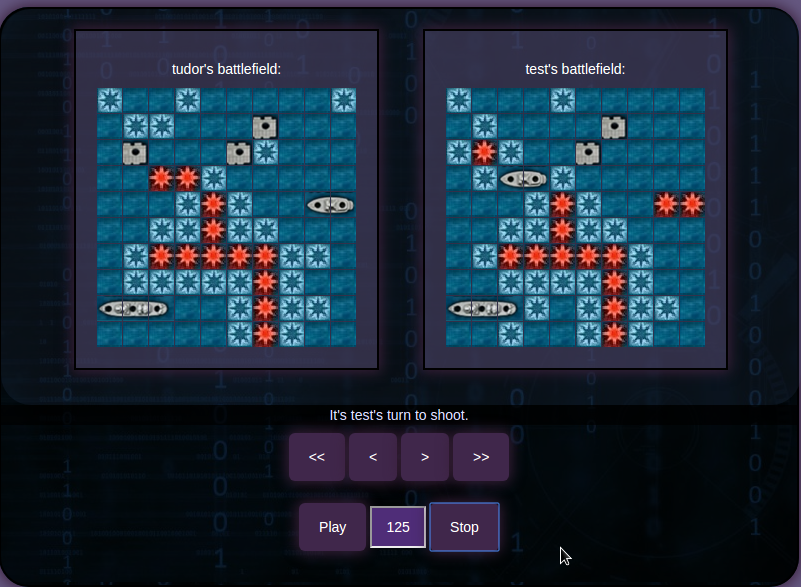 tudor's battlefield:
test's battlefield:
It's test's turn to shoot.
<< < > >>
Play 125 Stop